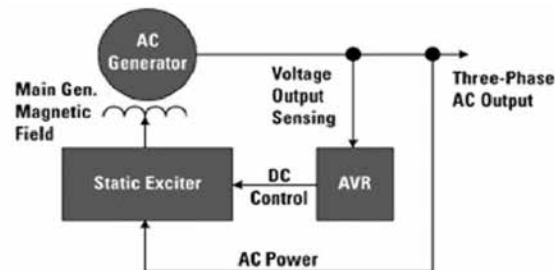 AC
Generator
Main Gen.
Magnetic
Field
Voltage
Output
Sensing
Three-Phase
AC Output
Static Exciter
DC
Control
AVR
AC Power